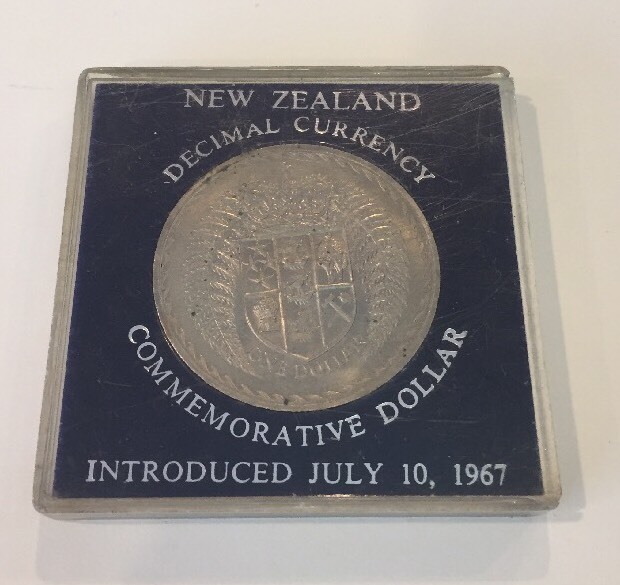 NEW ZEALAND
DECIMAL CURRENCY
ONE DOLLAR
COMMEMORATIVE DOLLAR
INTRODUCED JULY 10, 1967